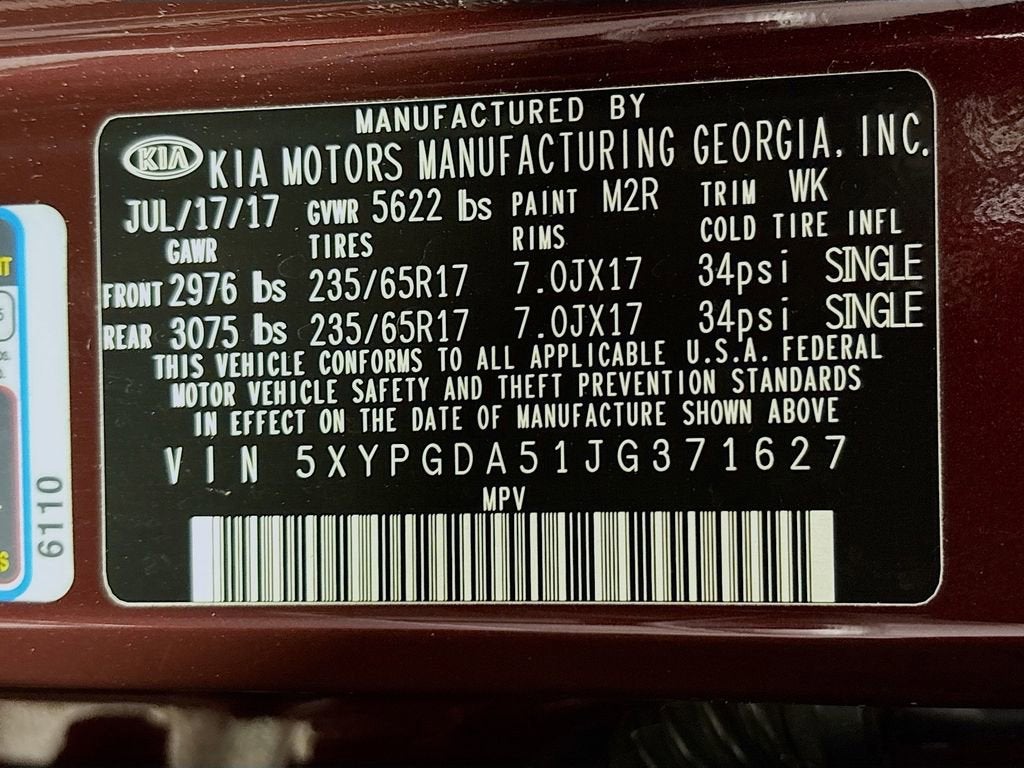 MANUFACTURED BY
KIA KIA MOTORS MANUFACTURING GEORGIA, INC.
JUL/17/17 GVWR 5622 lbs PAINT M2R TRIM WK
GAWR TIRES RIMS COLD TIRE INFL
FRONT 2976 lbs 235/65R17 7.0JX17 34psi SINGLE
REAR 3075 lbs 235/65R17 7.0JX17 34psi SINGLE
THIS VEHICLE CONFORMS TO ALL APPLICABLE U.S.A. FEDERAL
MOTOR VEHICLE SAFETY AND THEFT PREVENTION STANDARDS
IN EFFECT ON THE DATE OF MANUFACTURE SHOWN ABOVE
VIN 5XYPGDA51JG371627
MPV
6110